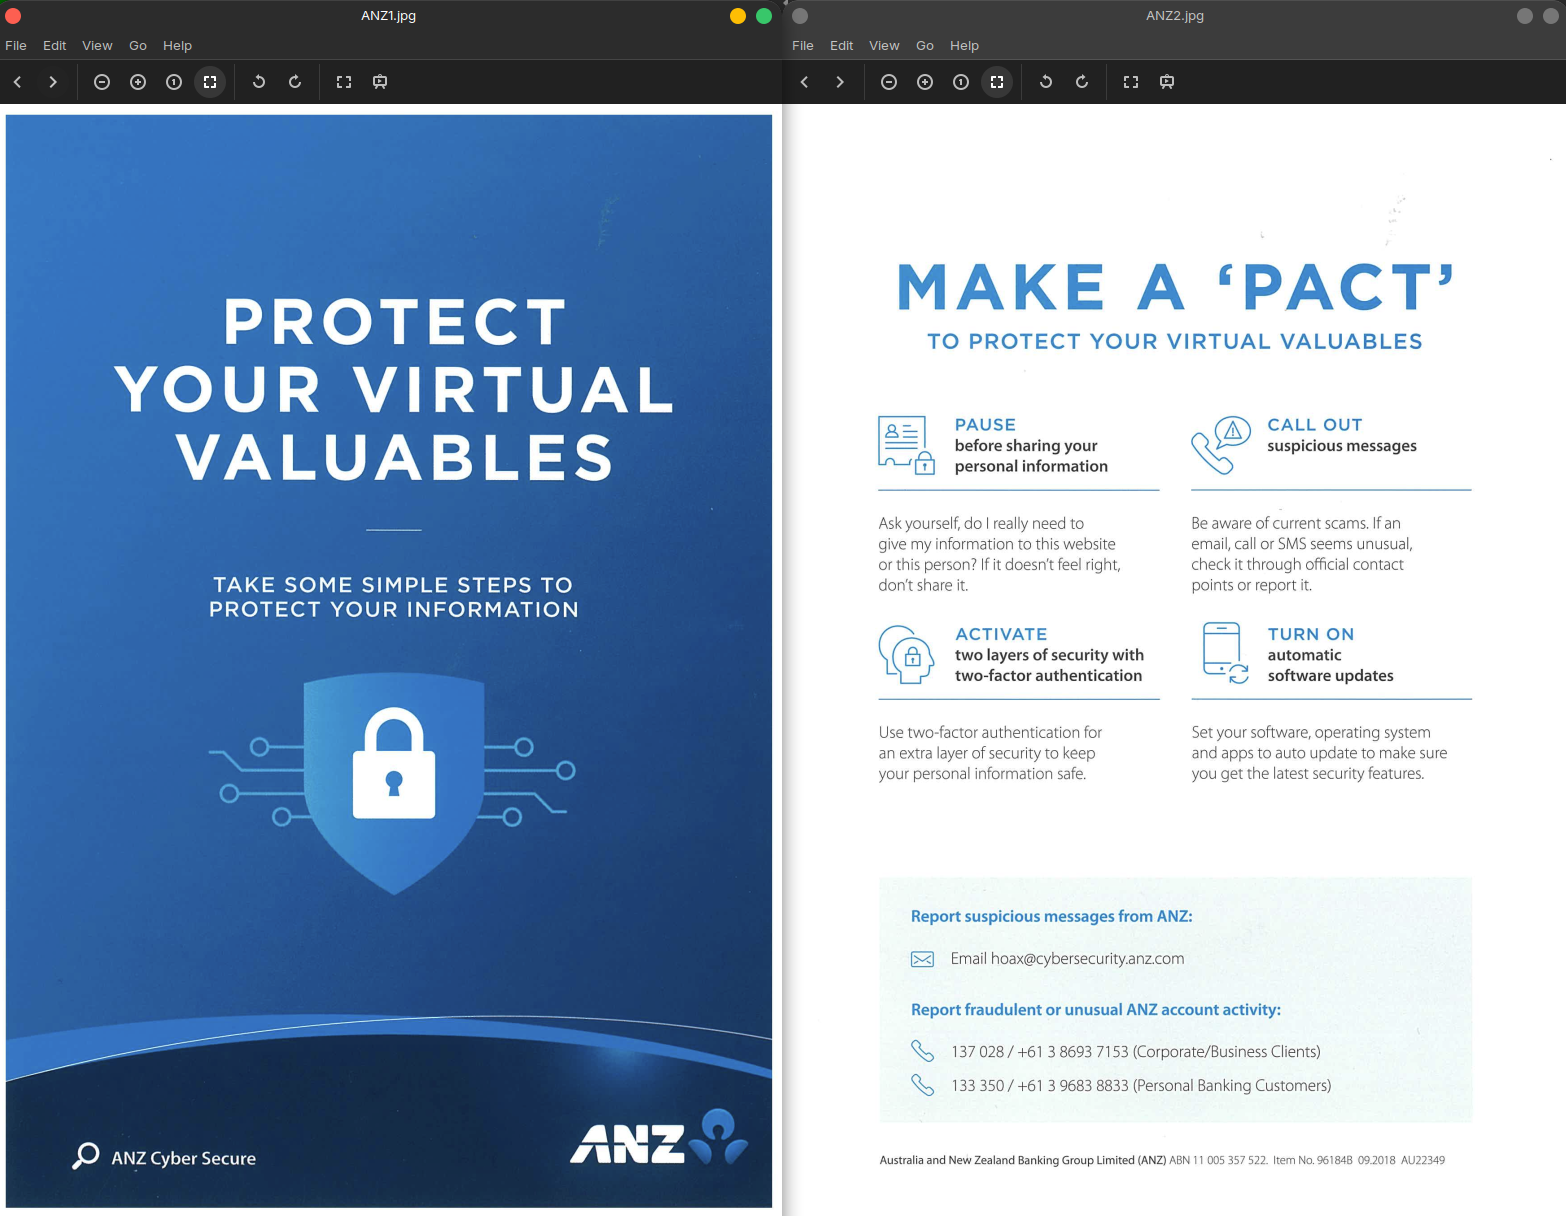 ANZ1.jpg
File Edit View Go Help
PROTECT
YOUR VIRTUAL
VALUABLES
TAKE SOME SIMPLE STEPS TO
PROTECT YOUR INFORMATION
ANZ Cyber Secure
ANZ
ANZ2.jpg
File Edit View Go Help
MAKE A ‘PACT’
TO PROTECT YOUR VIRTUAL VALUABLES
PAUSE
before sharing your
personal information
Ask yourself, do I really need to
give my information to this website
or this person? If it doesn’t feel right,
don’t share it.
CALL OUT
suspicious messages
Be aware of current scams. If an
email, call or SMS seems unusual,
check it through official contact
points or report it.
ACTIVATE
two layers of security with
two-factor authentication
Use two-factor authentication for
an extra layer of security to keep
your personal information safe.
TURN ON
automatic
software updates
Set your software, operating system
and apps to auto update to make sure
you get the latest security features.
Report suspicious messages from ANZ:
Email hoax@cybersecurity.anz.com
Report fraudulent or unusual ANZ account activity:
137 028 / +61 3 8693 7153 (Corporate/Business Clients)
133 350 / +61 3 9683 8833 (Personal Banking Customers)
Australia and New Zealand Banking Group Limited (ANZ) ABN 11 005 357 522. Item No. 96184B 09.2018 AU22349